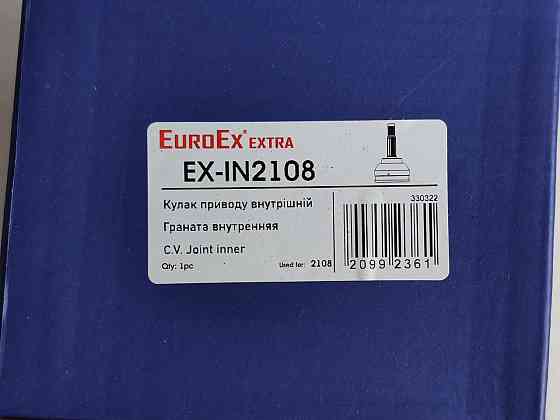 EUROEX® EXTRA
EX-IN2108
Кулак приводу внутрішній
Граната внутренняя
C.V. Joint inner
Qty: 1pc
Used for: 2108
330322
2099 2361